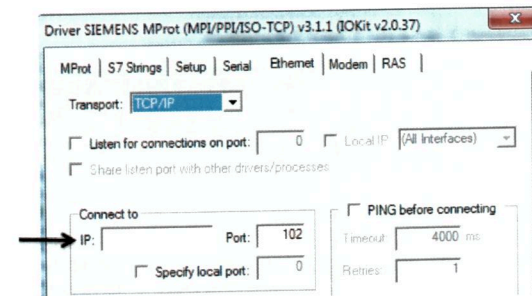 Driver SIEMENS MProt (MPI/PPI/ISO-TCP) v3.1.1 (IOKit v2.0.37)
MProt | S7 Strings | Setup | Serial Ethernet | Modem | RAS |
Transport: TCP/IP
Listen for connections on port: 0 Local IP: (All Interfaces)
Share listen port with other drivers/processes
Connect to PING before connecting
IP: Port: 102 Timeout: 4000 ms
Specify local port: 0 Retries: 1